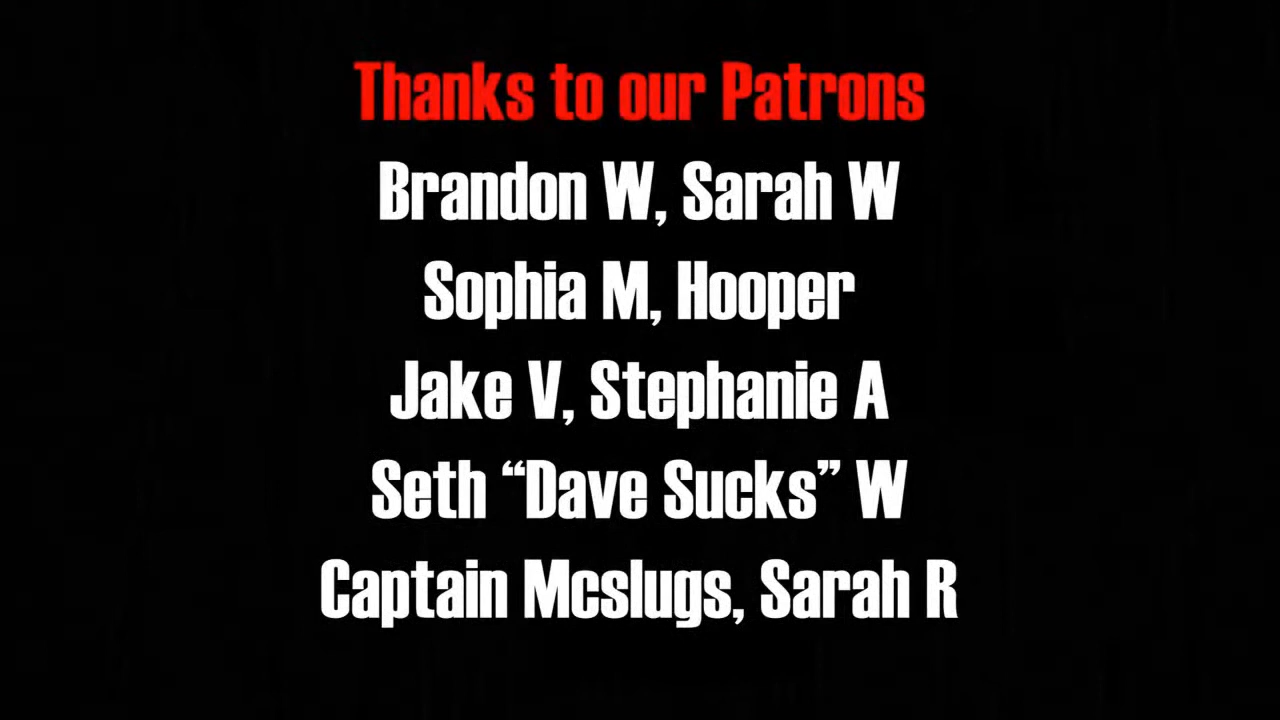 Thanks to our Patrons
Brandon W, Sarah W
Sophia M, Hooper
Jake V, Stephanie A
Seth “Dave Sucks” W
Captain Mcslugs, Sarah R